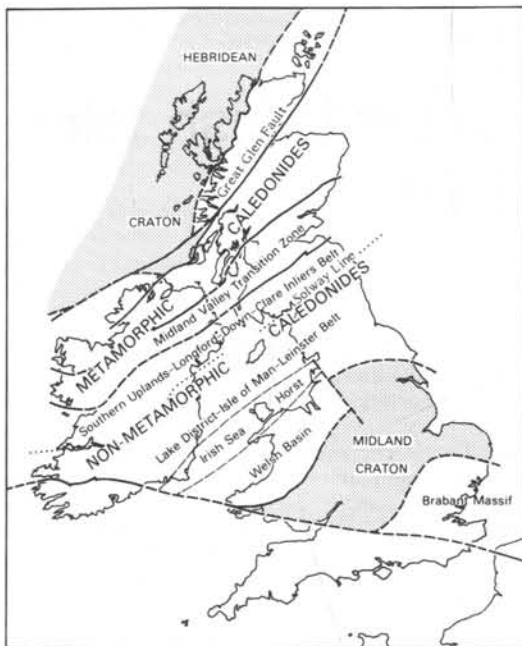 HEBRIDEAN
CRATON
Great Glen Fault
METAMORPHIC CALEDONIDES
Midland Valley Transition Zone
Southern Uplands–Longford-Down Clare Inliers Belt
Solway Line
NON-METAMORPHIC CALEDONIDES
Lake District-Isle of Man–Leinster Belt
Irish Sea Horst
Welsh Basin
MIDLAND
CRATON
Brabant Massif